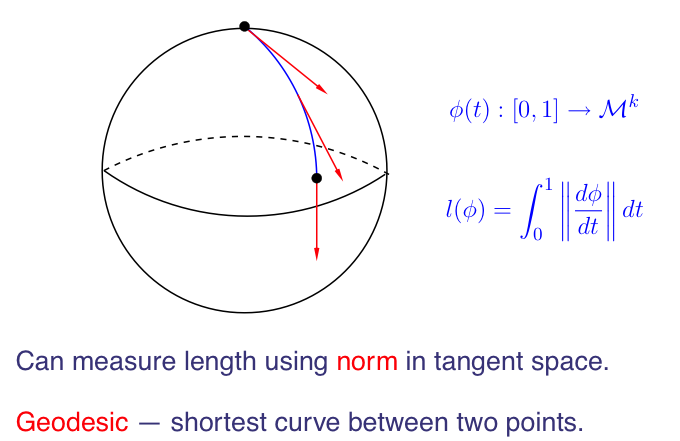 ϕ(t) : [0, 1] → ℳᵏ
l(ϕ) = ∫₀¹ ‖dϕ/dt‖ dt
Can measure length using norm in tangent space.
Geodesic — shortest curve between two points.